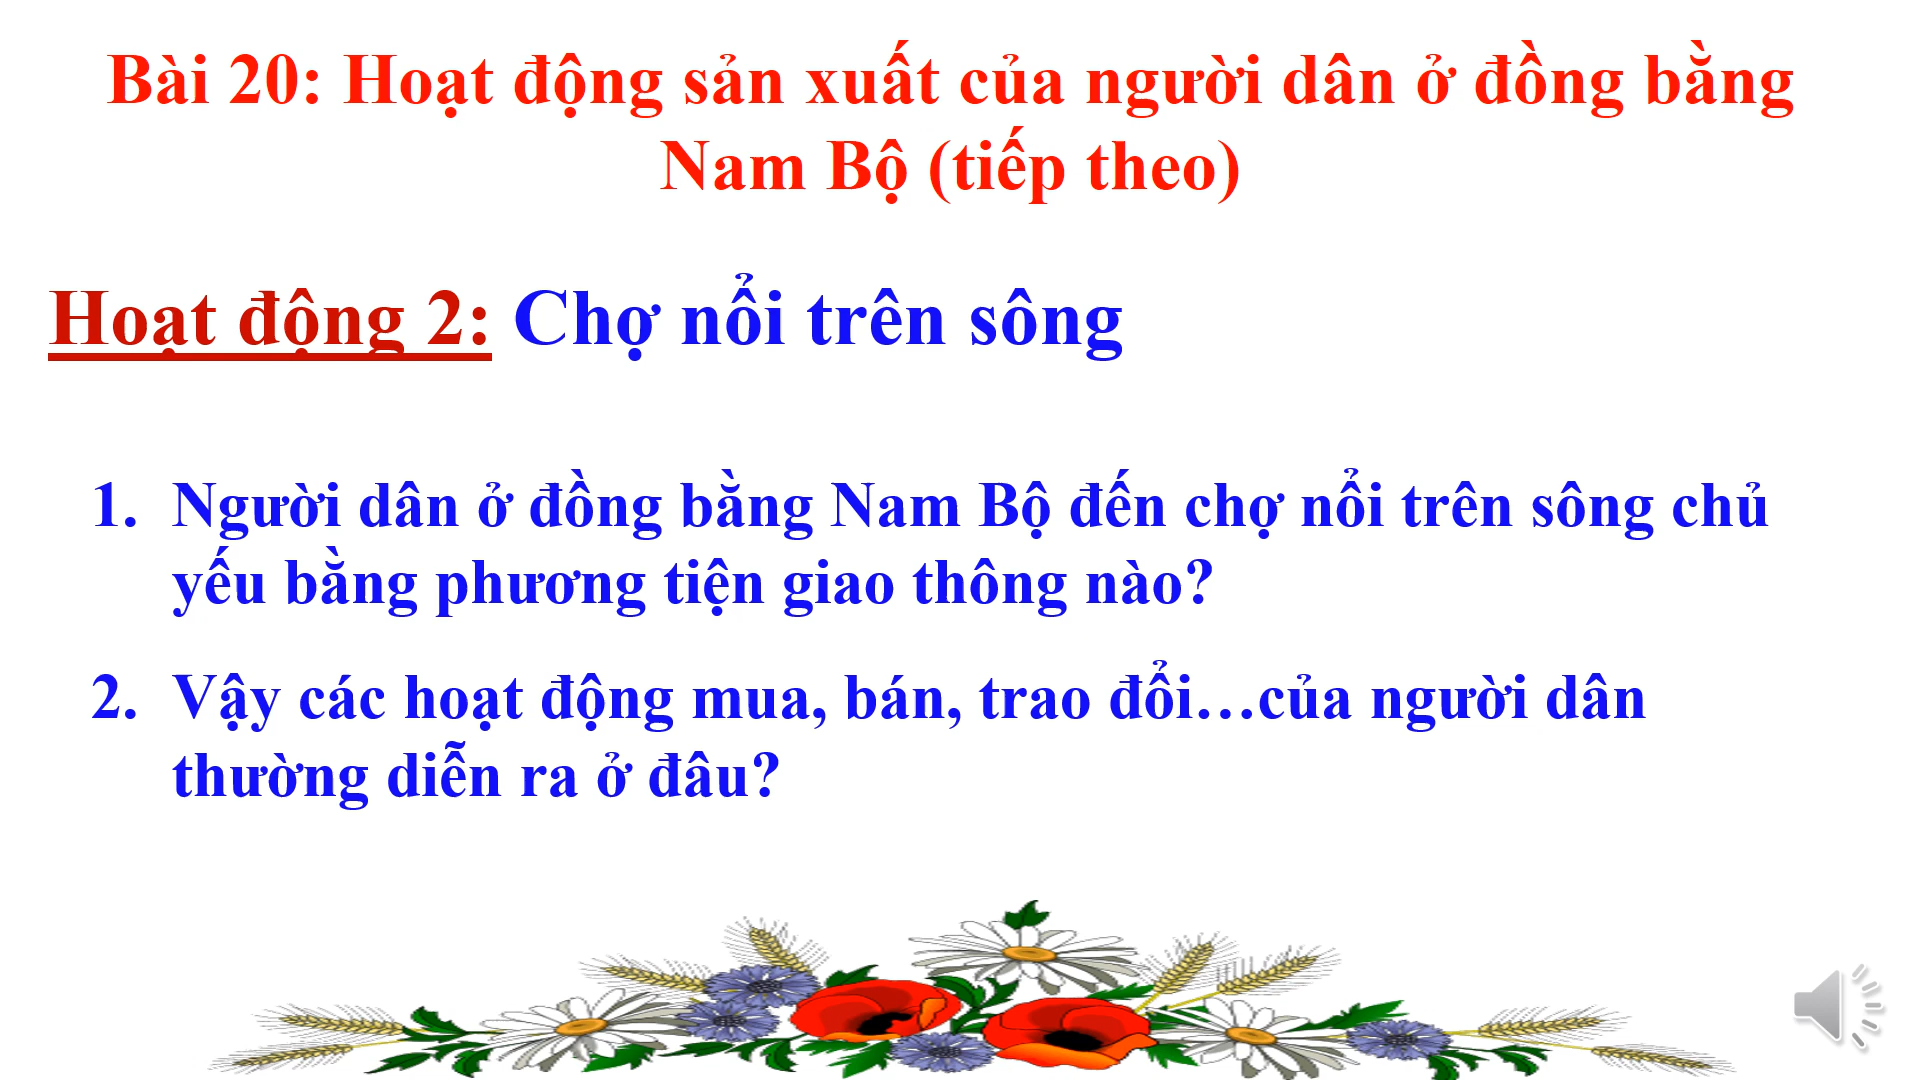 Bài 20: Hoạt động sản xuất của người dân ở đồng bằng
Nam Bộ (tiếp theo)
Hoạt động 2: Chợ nổi trên sông
1. Người dân ở đồng bằng Nam Bộ đến chợ nổi trên sông chủ
yếu bằng phương tiện giao thông nào?
2. Vậy các hoạt động mua, bán, trao đổi…của người dân
thường diễn ra ở đâu?